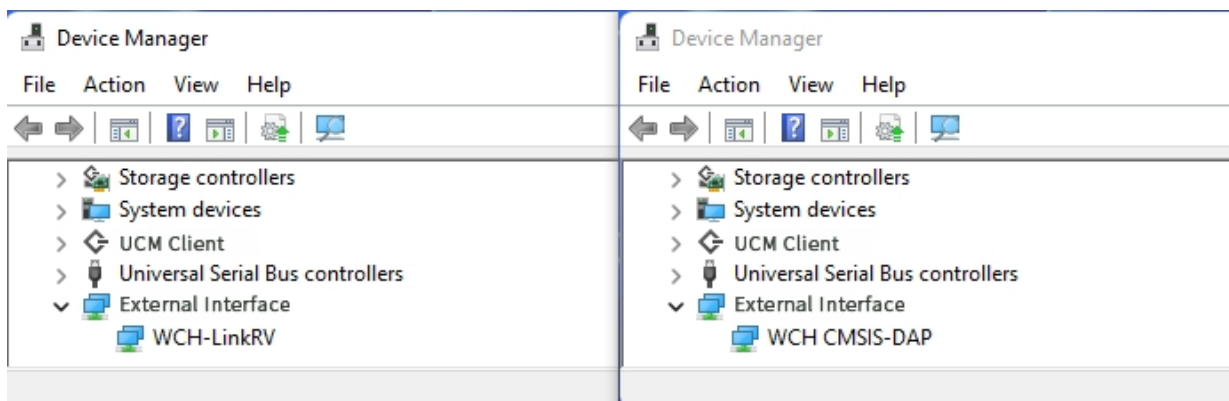 Device Manager
File Action View Help
Storage controllers
System devices
UCM Client
Universal Serial Bus controllers
External Interface
WCH-LinkRV
Device Manager
File Action View Help
Storage controllers
System devices
UCM Client
Universal Serial Bus controllers
External Interface
WCH CMSIS-DAP